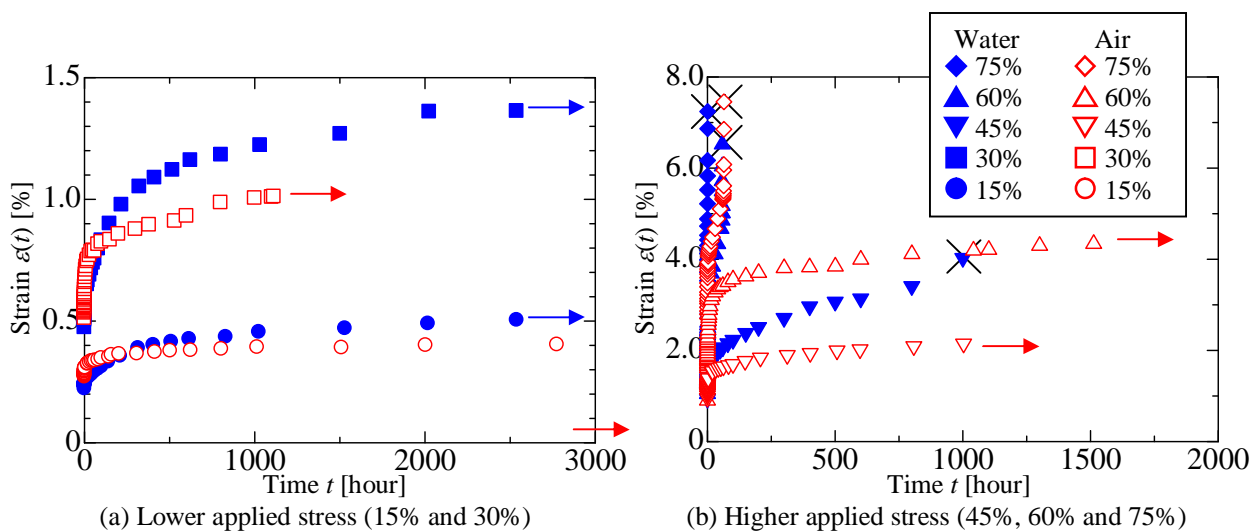 Water Air
75% 75%
60% 60%
45% 45%
30% 30%
15% 15%
1.5
1.0
0.5
0
Strain ε(t) [%]
0 1000 2000 3000
Time t [hour]
(a) Lower applied stress (15% and 30%)
8.0
6.0
4.0
2.0
0
Strain ε(t) [%]
0 500 1000 1500 2000
Time t [hour]
(b) Higher applied stress (45%, 60% and 75%)